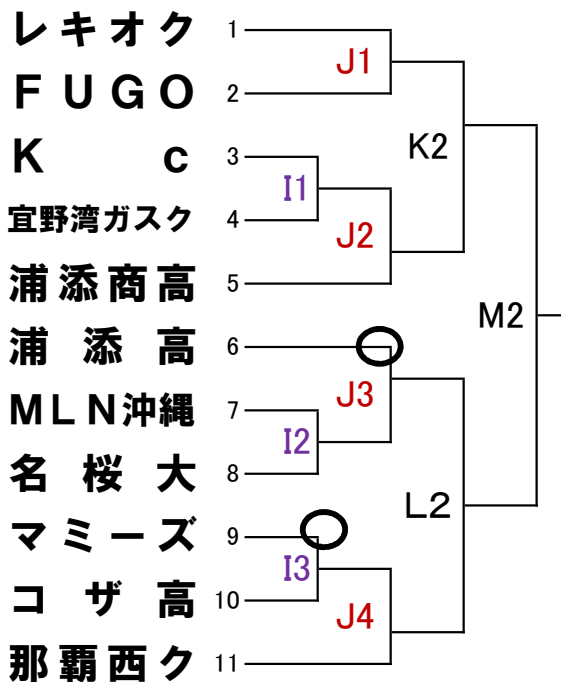 レキオク 1
J1
FUGO 2
K2
K c 3
I1
宜野湾ガスク 4
J2
浦添商高 5
M2
浦添高 6
J3
MLN沖縄 7
I2
名桜大 8
L2
マミーズ 9
I3
コザ高 10
J4
那覇西ク 11